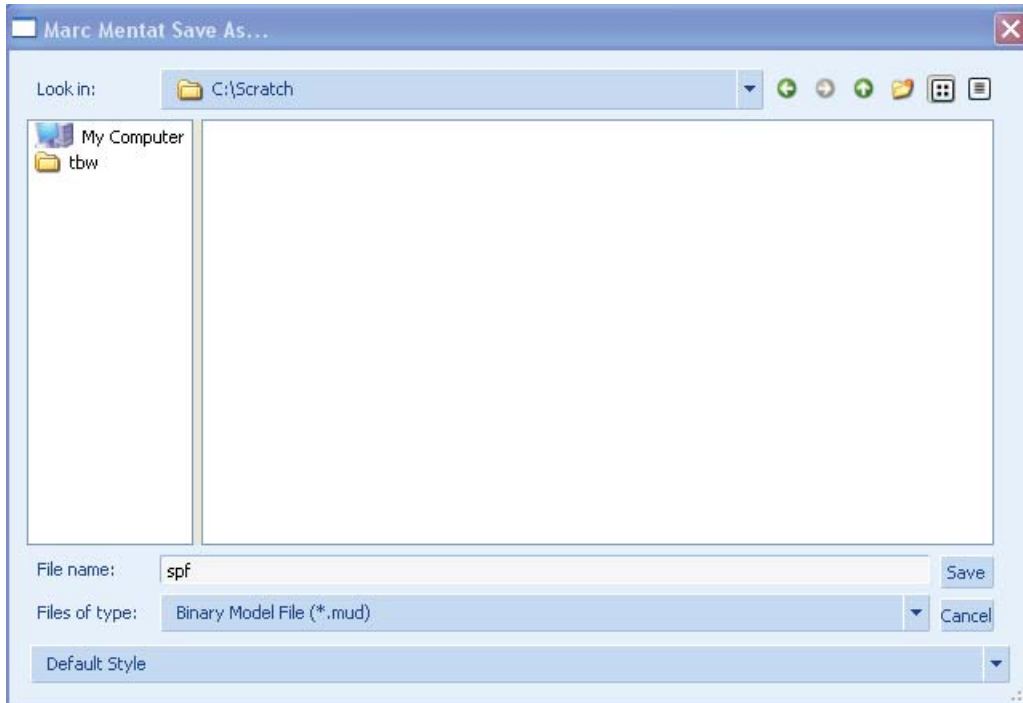 Marc Mentat Save As...
Look in: C:\Scratch
My Computer
tbw
File name: spf Save
Files of type: Binary Model File (*.mud) Cancel
Default Style